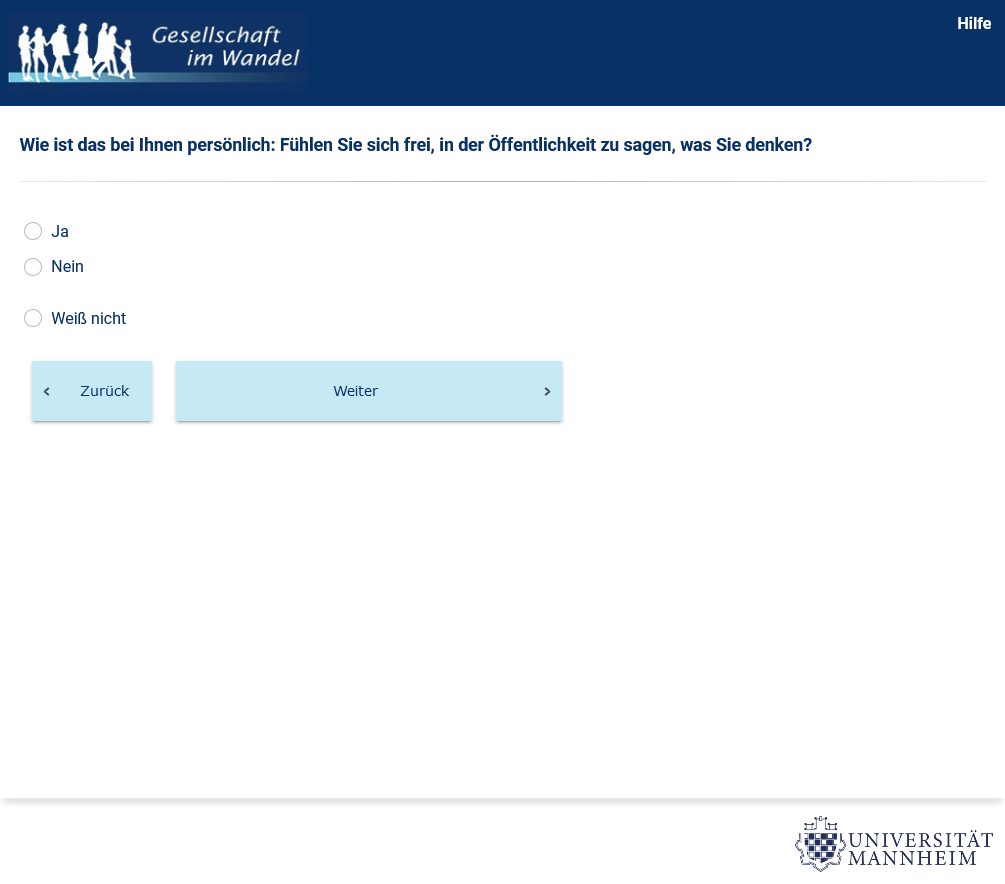 Gesellschaft
im Wandel
Hilfe
Wie ist das bei Ihnen persönlich: Fühlen Sie sich frei, in der Öffentlichkeit zu sagen, was Sie denken?
Ja
Nein
Weiß nicht
Zurück
Weiter
UNIVERSITÄT
MANNHEIM